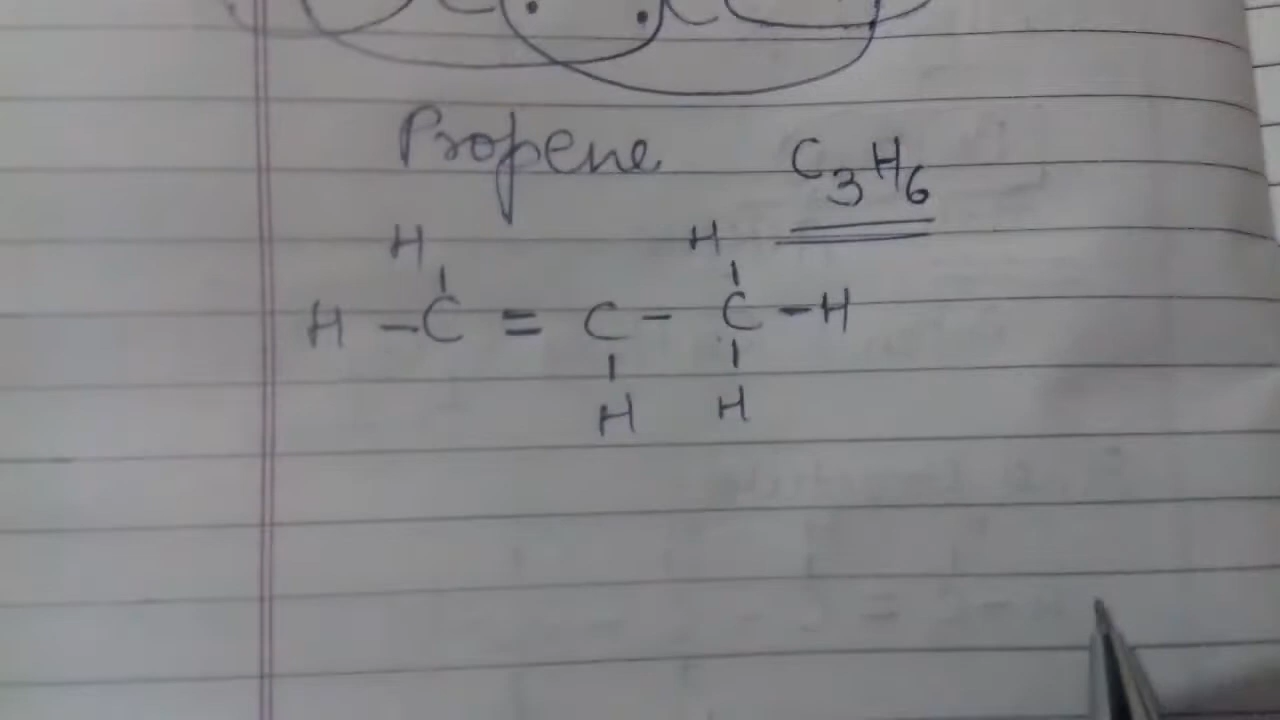 Propene C₃H₆
H H
H - C = C - C - H
H H